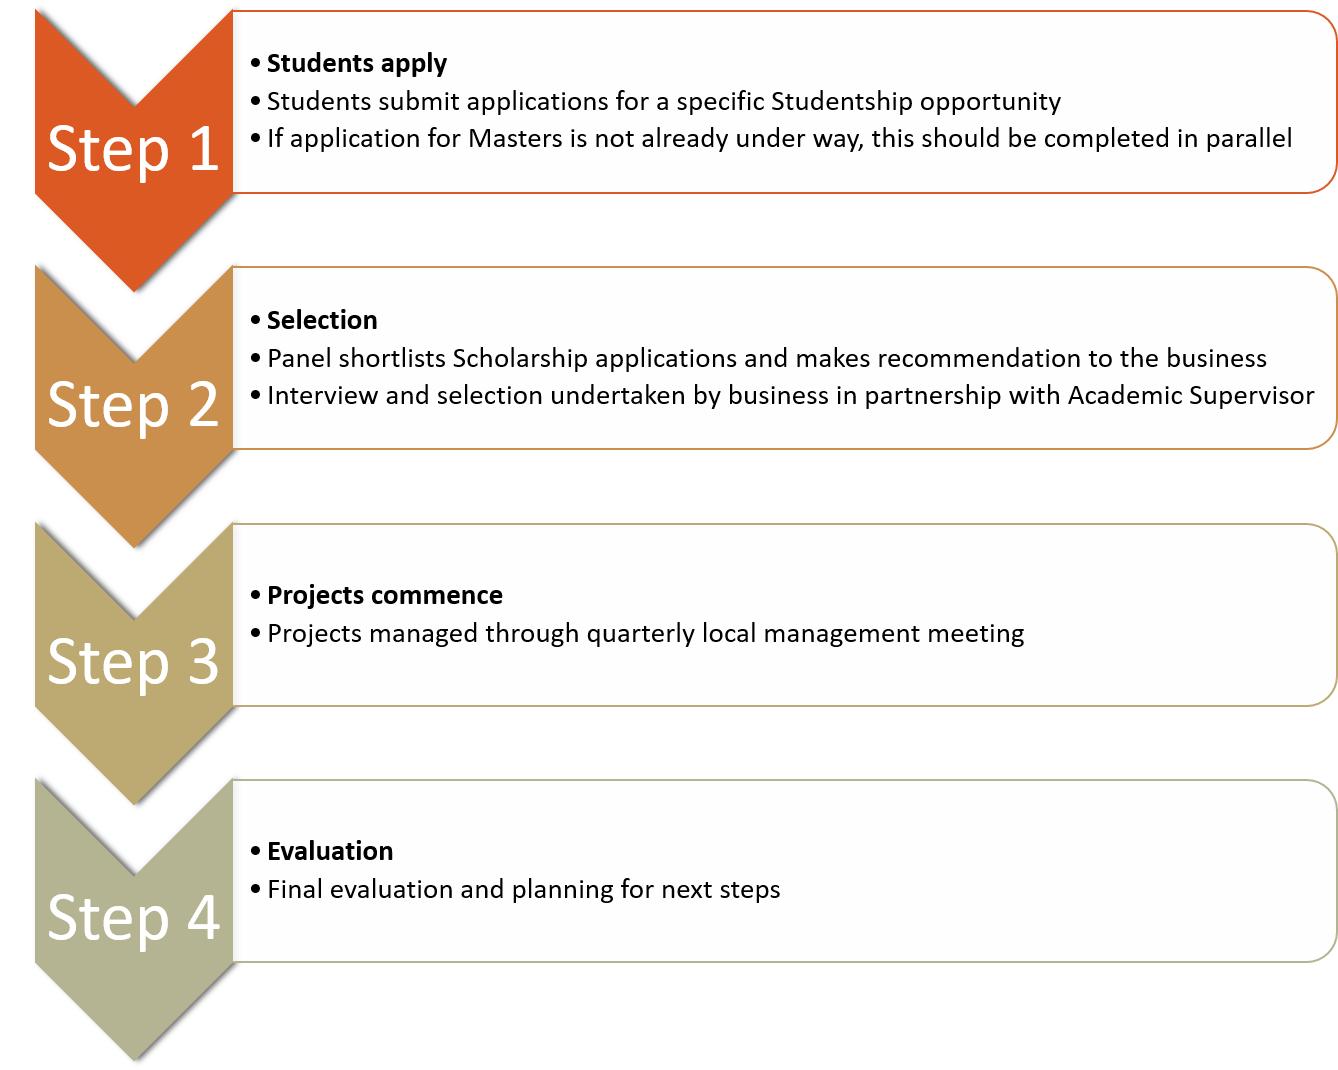 Step 1
• Students apply
• Students submit applications for a specific Studentship opportunity
• If application for Masters is not already under way, this should be completed in parallel
Step 2
• Selection
• Panel shortlists Scholarship applications and makes recommendation to the business
• Interview and selection undertaken by business in partnership with Academic Supervisor
Step 3
• Projects commence
• Projects managed through quarterly local management meeting
Step 4
• Evaluation
• Final evaluation and planning for next steps